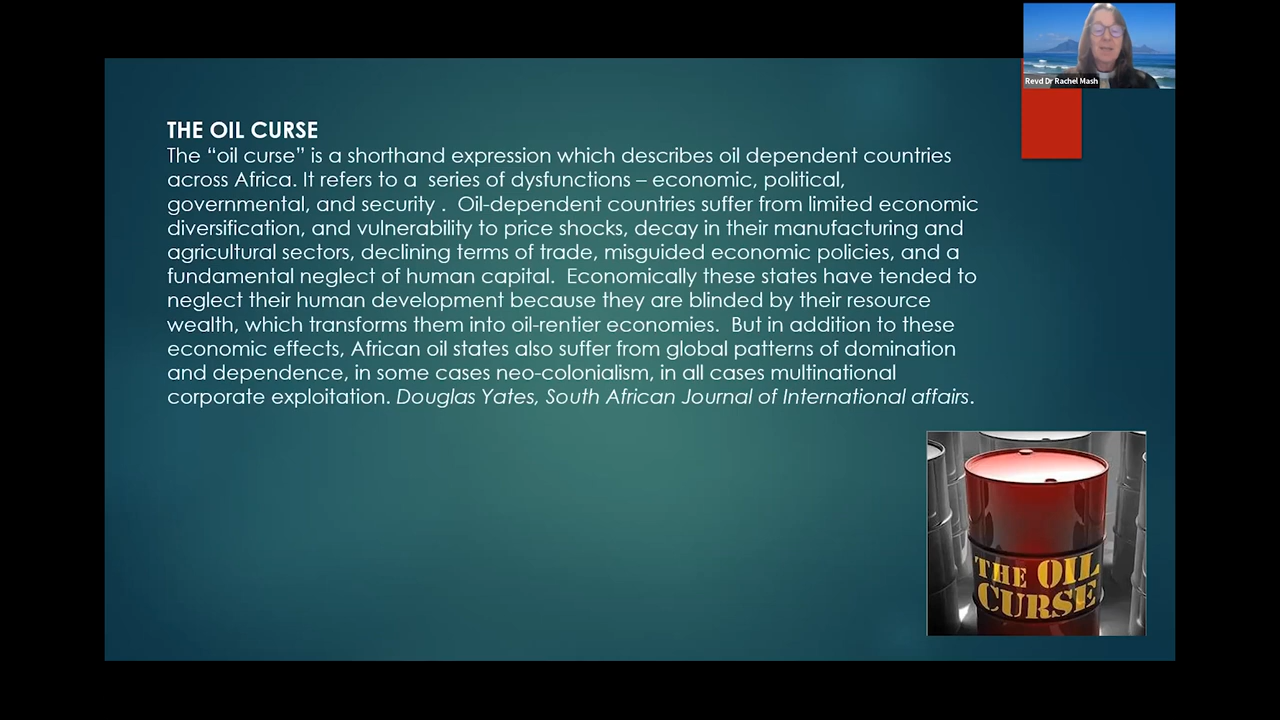 Revd Dr Rachel Mash
THE OIL CURSE
The “oil curse” is a shorthand expression which describes oil dependent countries
across Africa. It refers to a  series of dysfunctions – economic, political,
governmental, and security .  Oil-dependent countries suffer from limited economic
diversification, and vulnerability to price shocks, decay in their manufacturing and
agricultural sectors, declining terms of trade, misguided economic policies, and a
fundamental neglect of human capital.  Economically these states have tended to
neglect their human development because they are blinded by their resource
wealth, which transforms them into oil-rentier economies.  But in addition to these
economic effects, African oil states also suffer from global patterns of domination
and dependence, in some cases neo-colonialism, in all cases multinational
corporate exploitation. Douglas Yates, South African Journal of International affairs.
THE OIL
CURSE